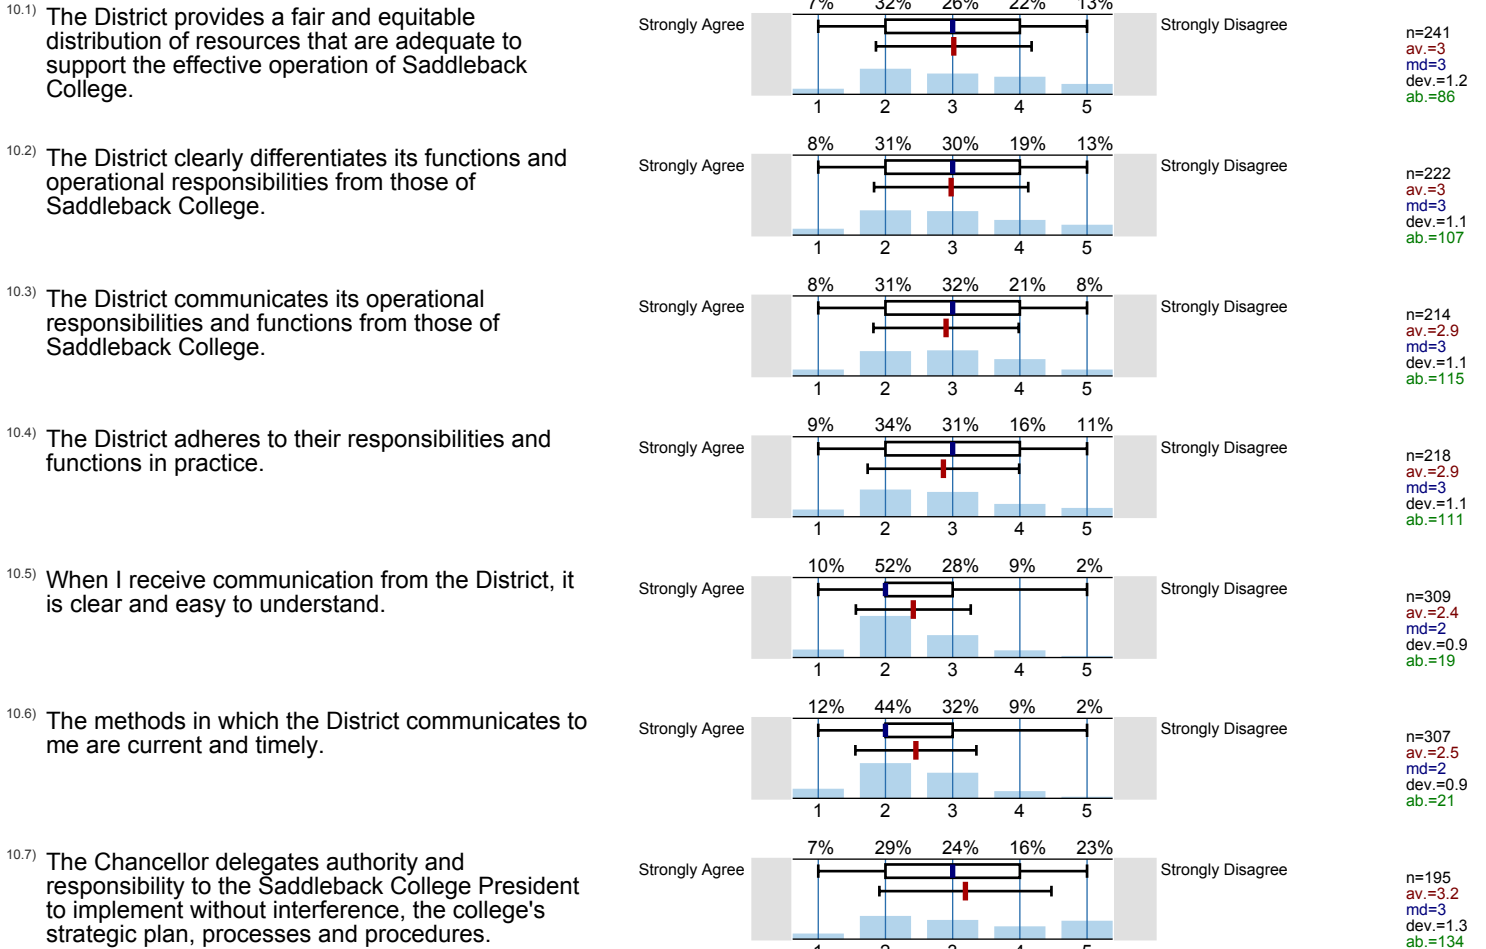 10.1) The District provides a fair and equitable
distribution of resources that are adequate to
support the effective operation of Saddleback
College.
7% 32% 26% 22% 13%
Strongly Agree Strongly Disagree
1 2 3 4 5
n=241
av.=3
md=3
dev.=1.2
ab.=86
10.2) The District clearly differentiates its functions and
operational responsibilities from those of
Saddleback College.
8% 31% 30% 19% 13%
Strongly Agree Strongly Disagree
1 2 3 4 5
n=222
av.=3
md=3
dev.=1.1
ab.=107
10.3) The District communicates its operational
responsibilities and functions from those of
Saddleback College.
8% 31% 32% 21% 8%
Strongly Agree Strongly Disagree
1 2 3 4 5
n=214
av.=2.9
md=3
dev.=1.1
ab.=115
10.4) The District adheres to their responsibilities and
functions in practice.
9% 34% 31% 16% 11%
Strongly Agree Strongly Disagree
1 2 3 4 5
n=218
av.=2.9
md=3
dev.=1.1
ab.=111
10.5) When I receive communication from the District, it
is clear and easy to understand.
10% 52% 28% 9% 2%
Strongly Agree Strongly Disagree
1 2 3 4 5
n=309
av.=2.4
md=2
dev.=0.9
ab.=19
10.6) The methods in which the District communicates to
me are current and timely.
12% 44% 32% 9% 2%
Strongly Agree Strongly Disagree
1 2 3 4 5
n=307
av.=2.5
md=2
dev.=0.9
ab.=21
10.7) The Chancellor delegates authority and
responsibility to the Saddleback College President
to implement without interference, the college's
strategic plan, processes and procedures.
7% 29% 24% 16% 23%
Strongly Agree Strongly Disagree
1 2 3 4 5
n=195
av.=3.2
md=3
dev.=1.3
ab.=134